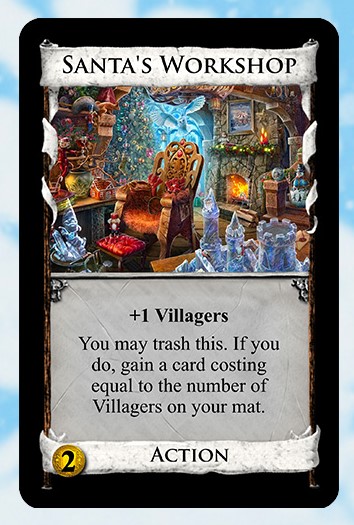 SANTA'S WORKSHOP
+1 Villagers
You may trash this. If you
do, gain a card costing
equal to the number of
Villagers on your mat.
2
ACTION